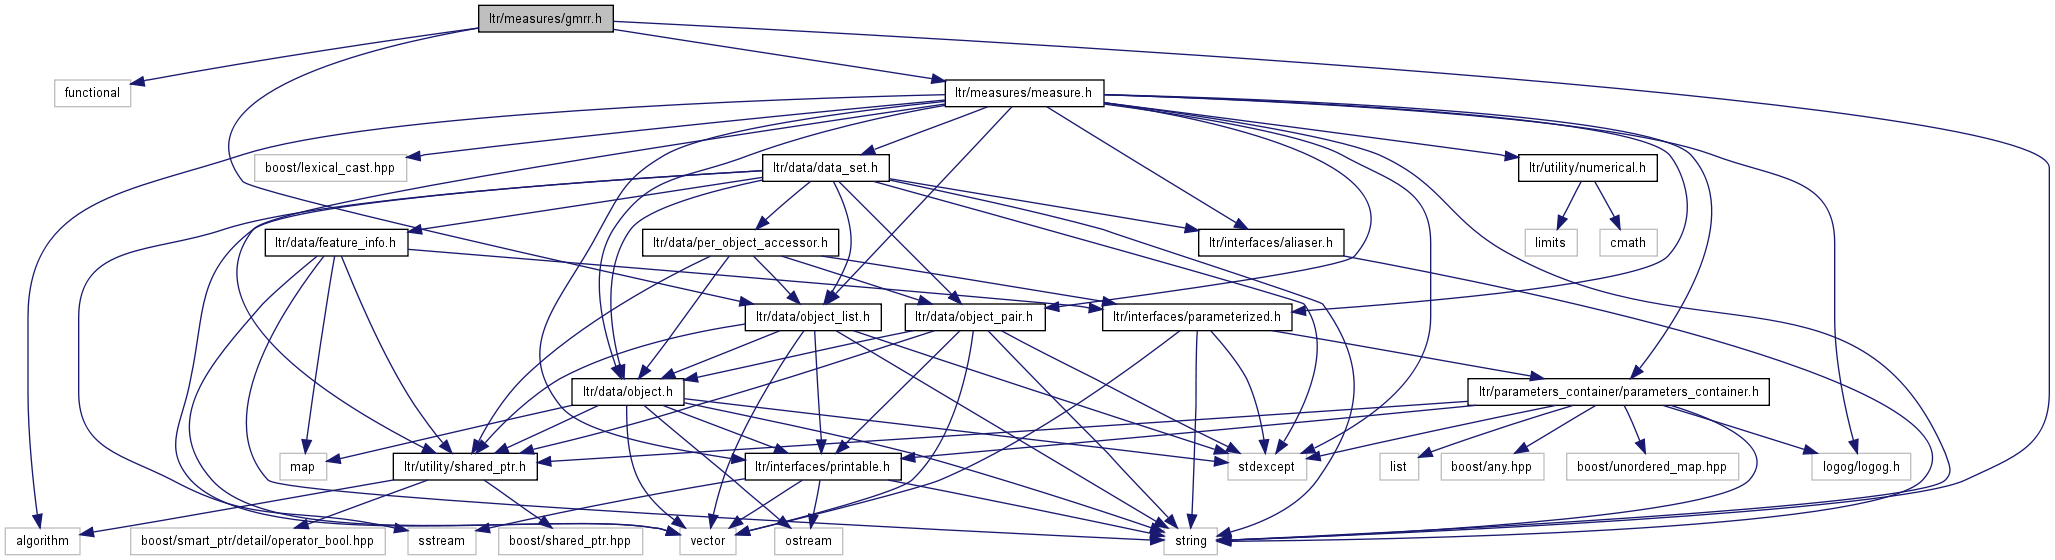 ltr/measures/gmrr.h
functional
ltr/measures/measure.h
boost/lexical_cast.hpp
ltr/data/data_set.h
ltr/utility/numerical.h
ltr/data/feature_info.h
ltr/data/per_object_accessor.h
ltr/interfaces/aliaser.h
limits
cmath
ltr/data/object_list.h
ltr/data/object_pair.h
ltr/interfaces/parameterized.h
ltr/data/object.h
ltr/parameters_container/parameters_container.h
map
ltr/utility/shared_ptr.h
ltr/interfaces/printable.h
stdexcept
list
boost/any.hpp
boost/unordered_map.hpp
logog/logog.h
algorithm
boost/smart_ptr/detail/operator_bool.hpp
sstream
boost/shared_ptr.hpp
vector
ostream
string